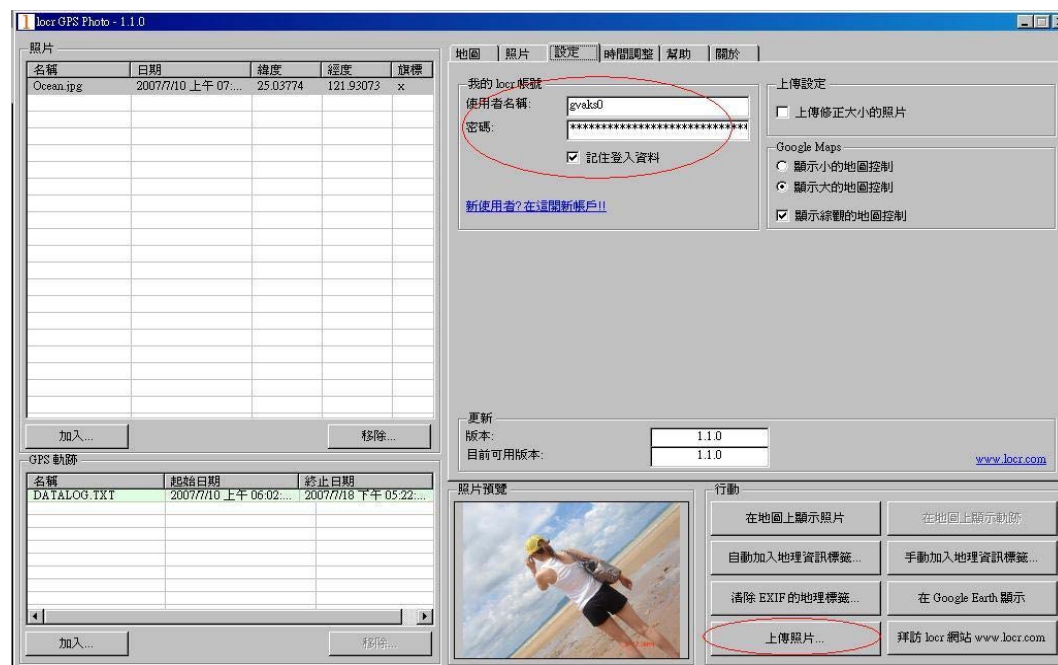 locr GPS Photo - 1.1.0
照片
名稱 日期 緯度 經度 旗標
Ocean.jpg 2007/7/10 上午 07:... 25.03774 121.93073 x
加入... 移除...
GPS 軌跡
名稱 起始日期 終止日期
DATALOG.TXT 2007/7/10 上午 06:02:... 2007/7/18 下午 05:22:...
加入... 移除...
地圖 照片 設定 時間調整 幫助 關於
我的 locr 帳號
使用者名稱: gvaks0
密碼: ******************************
記住登入資料
新使用者? 在這開新帳戶!!
上傳設定
上傳修正大小的照片
Google Maps
顯示小的地圖控制
顯示大的地圖控制
顯示綜觀的地圖控制
更新
版本: 1.1.0
目前可用版本: 1.1.0
www.locr.com
照片預覽
行動
在地圖上顯示照片 在地圖上顯示軌跡
自動加入地理資訊標籤... 手動加入地理資訊標籤...
清除 EXIF 的地理標籤... 在 Google Earth 顯示
上傳照片... 拜訪 locr 網站 www.locr.com